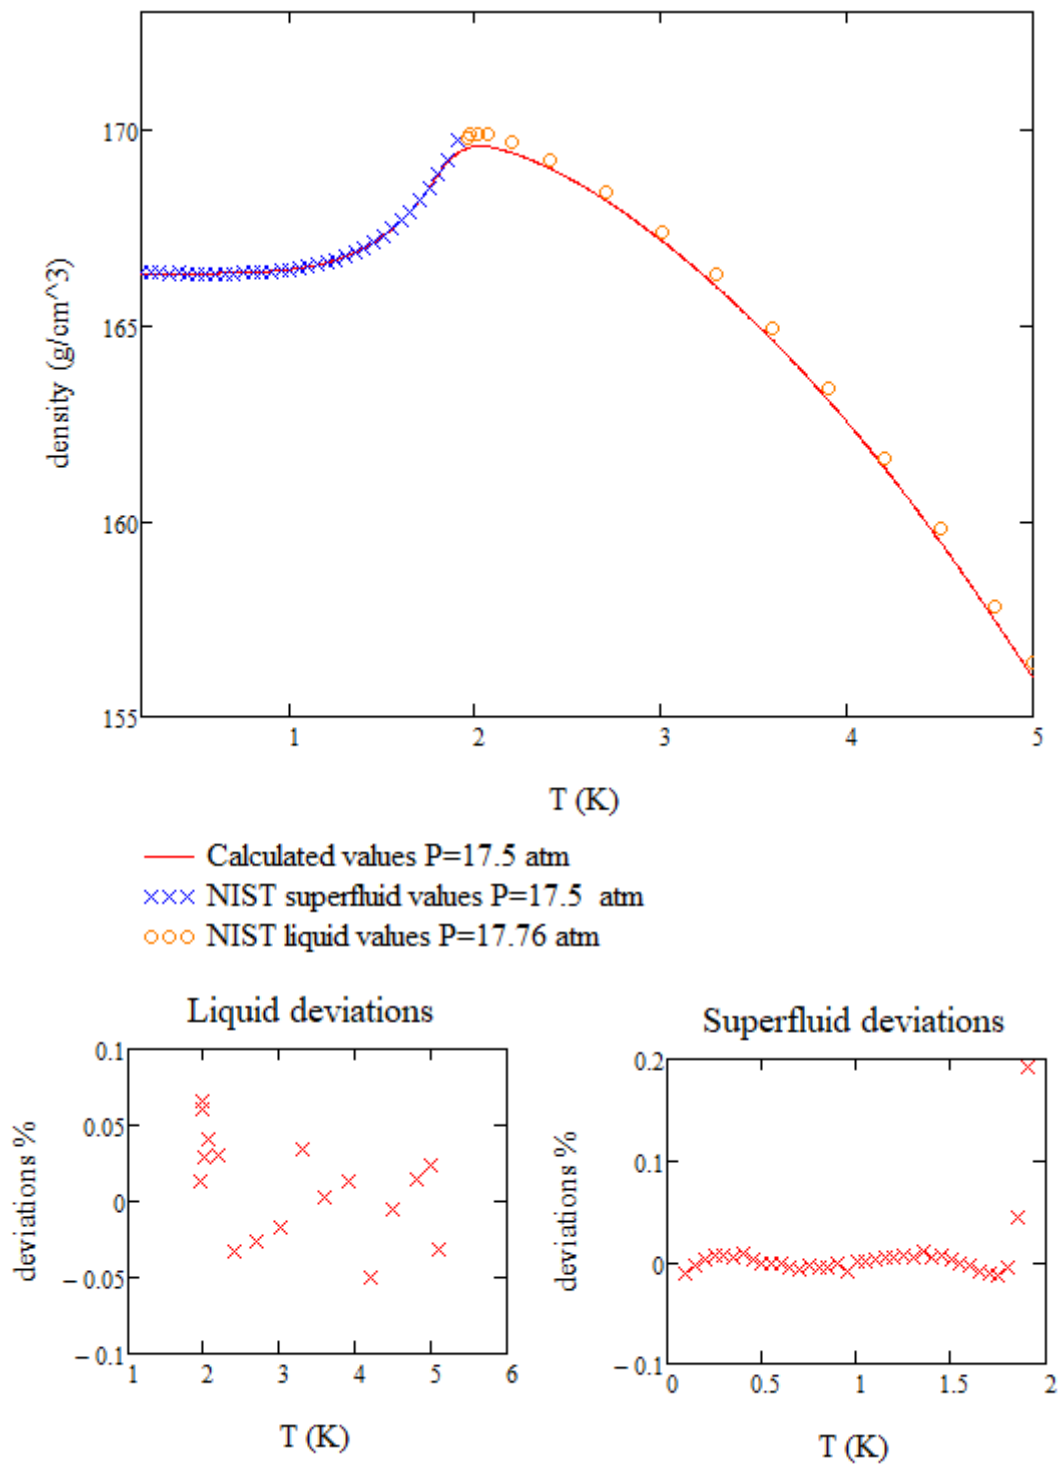 170
165
160
155
density (g/cm^3)
1 2 3 4 5
T (K)
Calculated values P=17.5 atm
××× NIST superfluid values P=17.5 atm
○○○ NIST liquid values P=17.76 atm
Liquid deviations
0.1
0.05
0
−0.05
−0.1
deviations %
1 2 3 4 5 6
T (K)
Superfluid deviations
0.2
0.1
0
−0.1
deviations %
0 0.5 1 1.5 2
T (K)